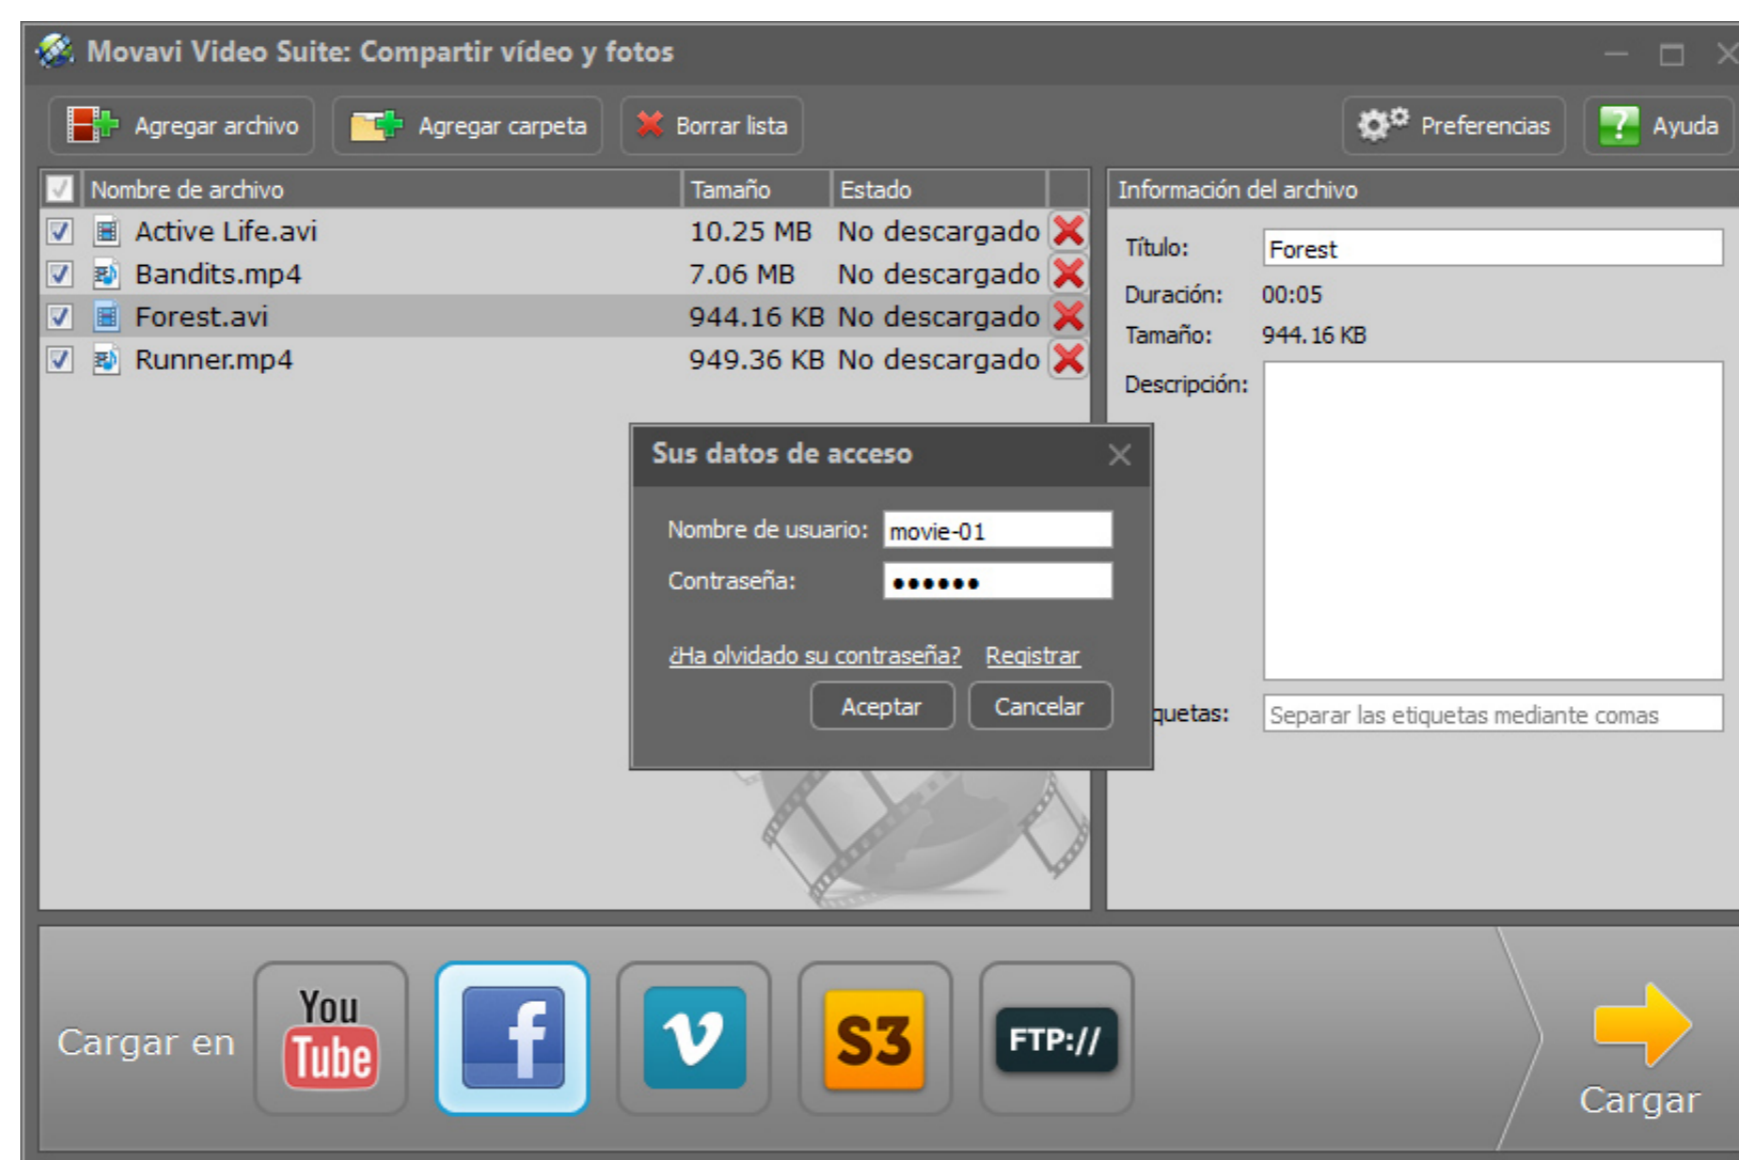 Movavi Video Suite: Compartir vídeo y fotos
Agregar archivo Agregar carpeta Borrar lista Preferencias ? Ayuda
Nombre de archivo Tamaño Estado Información del archivo
Active Life.avi 10.25 MB No descargado
Bandits.mp4 7.06 MB No descargado
Forest.avi 944.16 KB No descargado
Runner.mp4 949.36 KB No descargado
Título: Forest
Duración: 00:05
Tamaño: 944.16 KB
Descripción:
Sus datos de acceso
Nombre de usuario: movie-01
Contraseña: ●●●●●●
¿Ha olvidado su contraseña? Registrar
Aceptar Cancelar
quetas: Separar las etiquetas mediante comas
Cargar en
You
Tube
f
v
S3
FTP://
Cargar